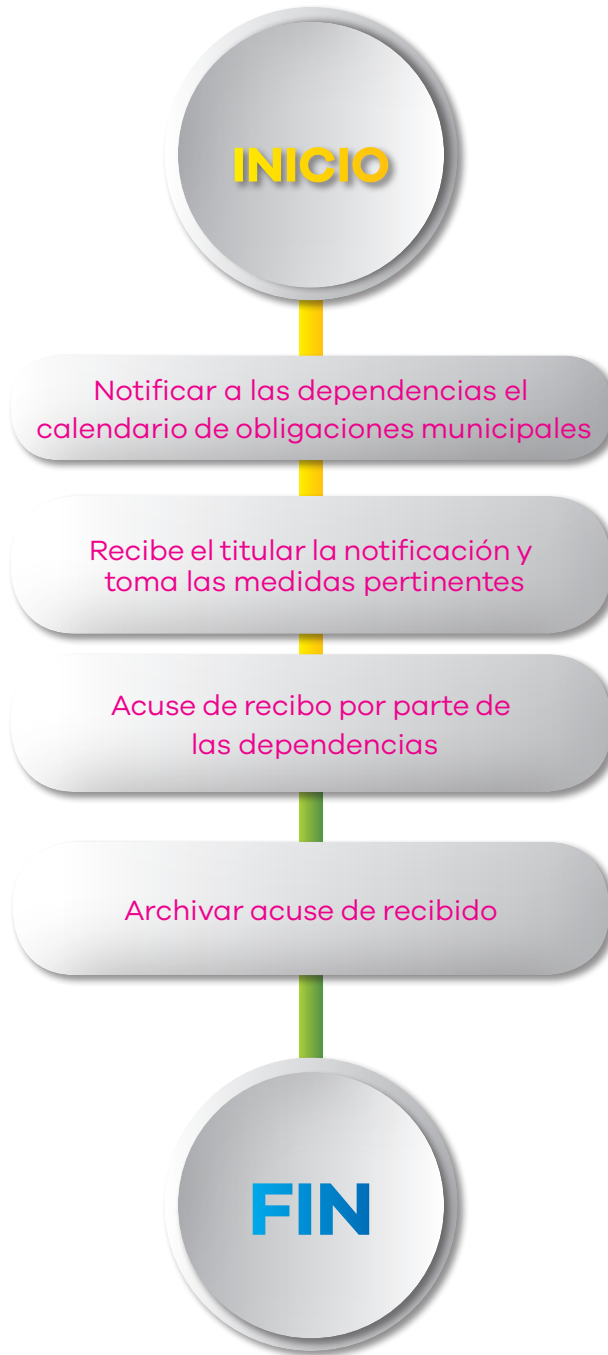 INICIO
Notificar a las dependencias el
calendario de obligaciones municipales
Recibe el titular la notificación y
toma las medidas pertinentes
Acuse de recibo por parte de
las dependencias
Archivar acuse de recibido
FIN